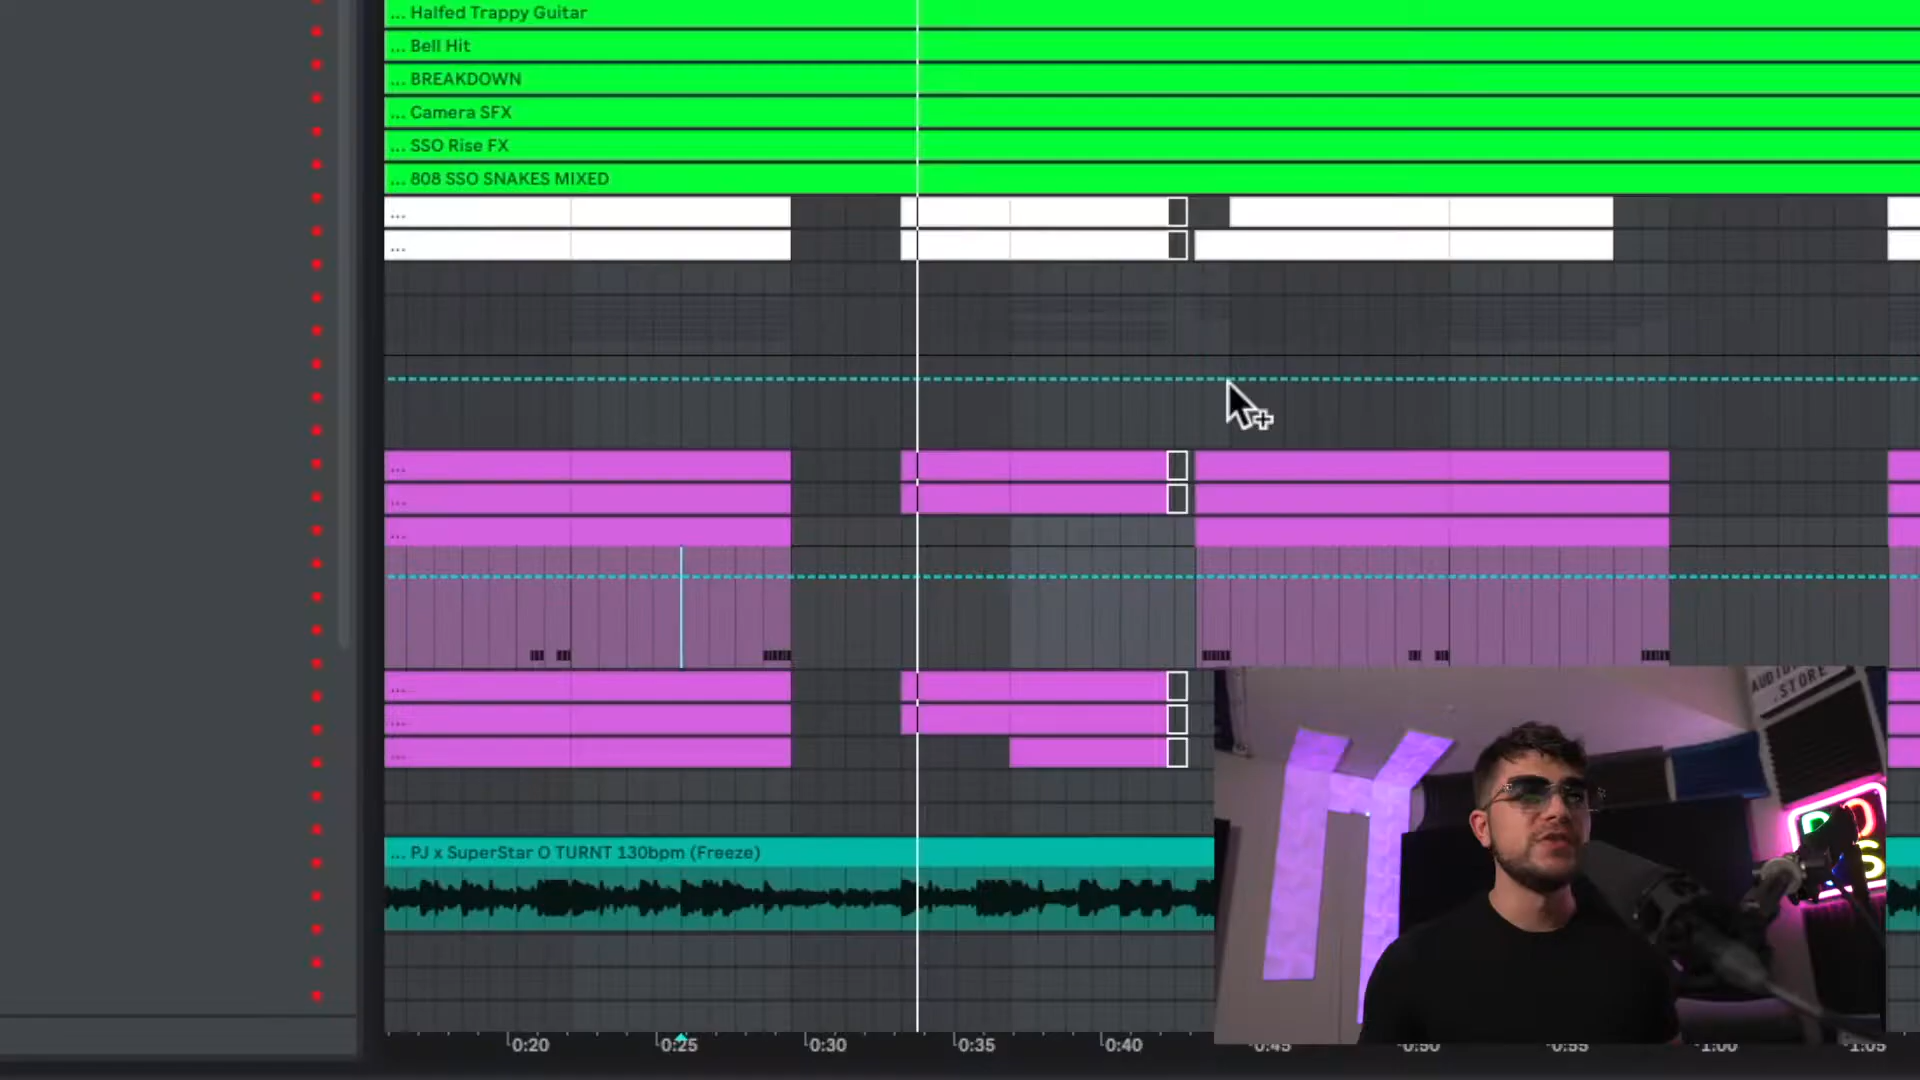 ... Halfed Trappy Guitar
... Bell Hit
... BREAKDOWN
... Camera SFX
... SSO Rise FX
... 808 SSO SNAKES MIXED
...
...
...
...
...
...
...
...
... PJ x SuperStar O TURNT 130bpm (Freeze)
.STORE
0:20 0:25 0:30 0:35 0:40 0:45 0:50 0:55 1:00 1:05